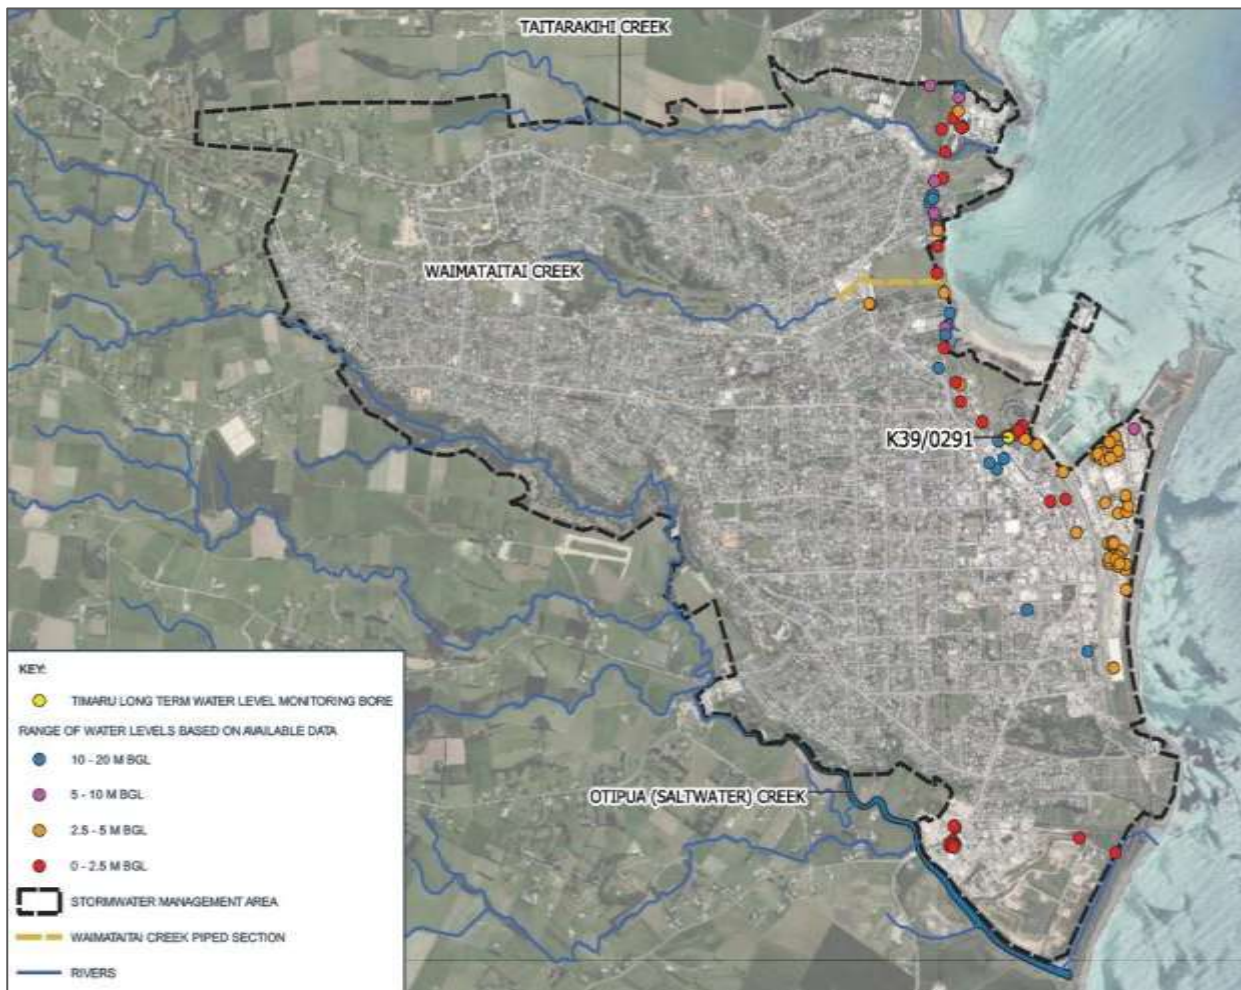 TAITARAKIHI CREEK
WAIMATAITAI CREEK
K39/0291
KEY:
TIMARU LONG TERM WATER LEVEL MONITORING BORE
RANGE OF WATER LEVELS BASED ON AVAILABLE DATA
10 - 20 M BGL
5 - 10 M BGL
2.5 - 5 M BGL
0 - 2.5 M BGL
STORMWATER MANAGEMENT AREA
WAIMATAITAI CREEK PIPED SECTION
RIVERS
OTIPUA (SALTWATER) CREEK